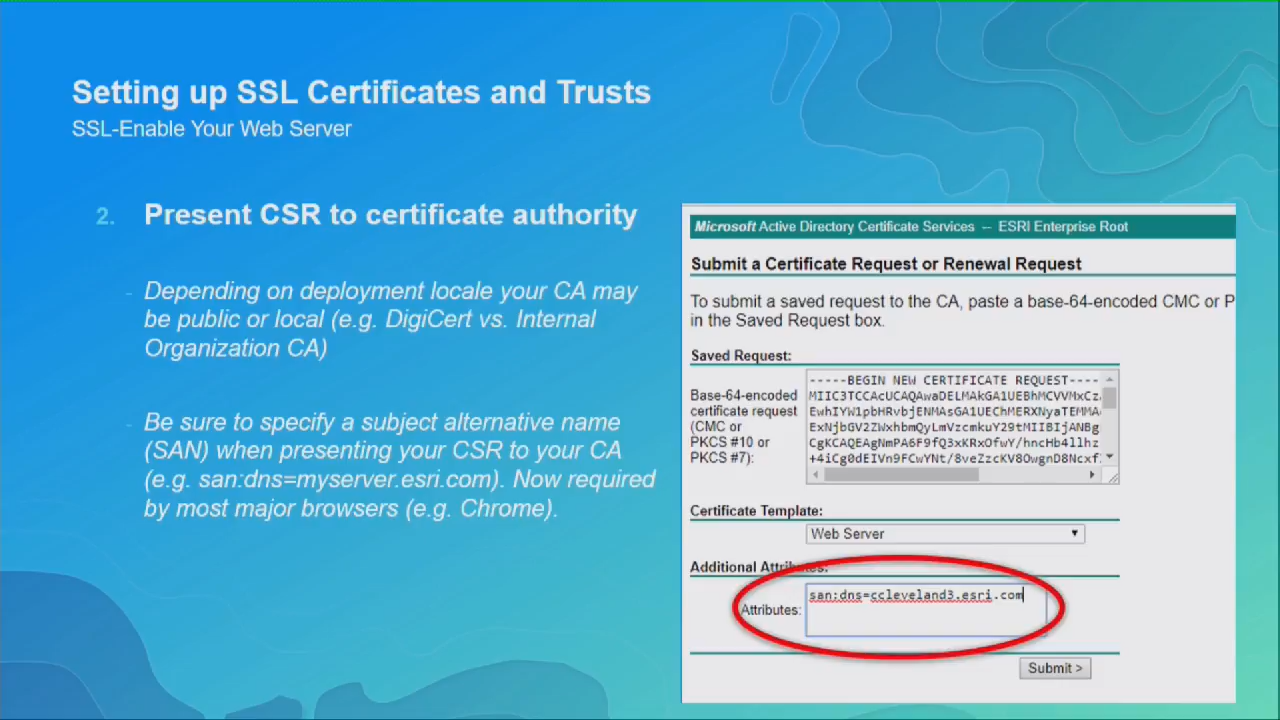 Setting up SSL Certificates and Trusts
SSL-Enable Your Web Server
2. Present CSR to certificate authority
- Depending on deployment locale your CA may
be public or local (e.g. DigiCert vs. Internal
Organization CA)
- Be sure to specify a subject alternative name
(SAN) when presenting your CSR to your CA
(e.g. san:dns=myserver.esri.com). Now required
by most major browsers (e.g. Chrome).
Microsoft Active Directory Certificate Services -- ESRI Enterprise Root
Submit a Certificate Request or Renewal Request
To submit a saved request to the CA, paste a base-64-encoded CMC or P
in the Saved Request box.
Saved Request:
Base-64-encoded
certificate request
(CMC or
PKCS #10 or
PKCS #7):
-----BEGIN NEW CERTIFICATE REQUEST----
Certificate Template:
Web Server
Additional Attributes:
Attributes:
san:dns=ccleveland3.esri.com
Submit >